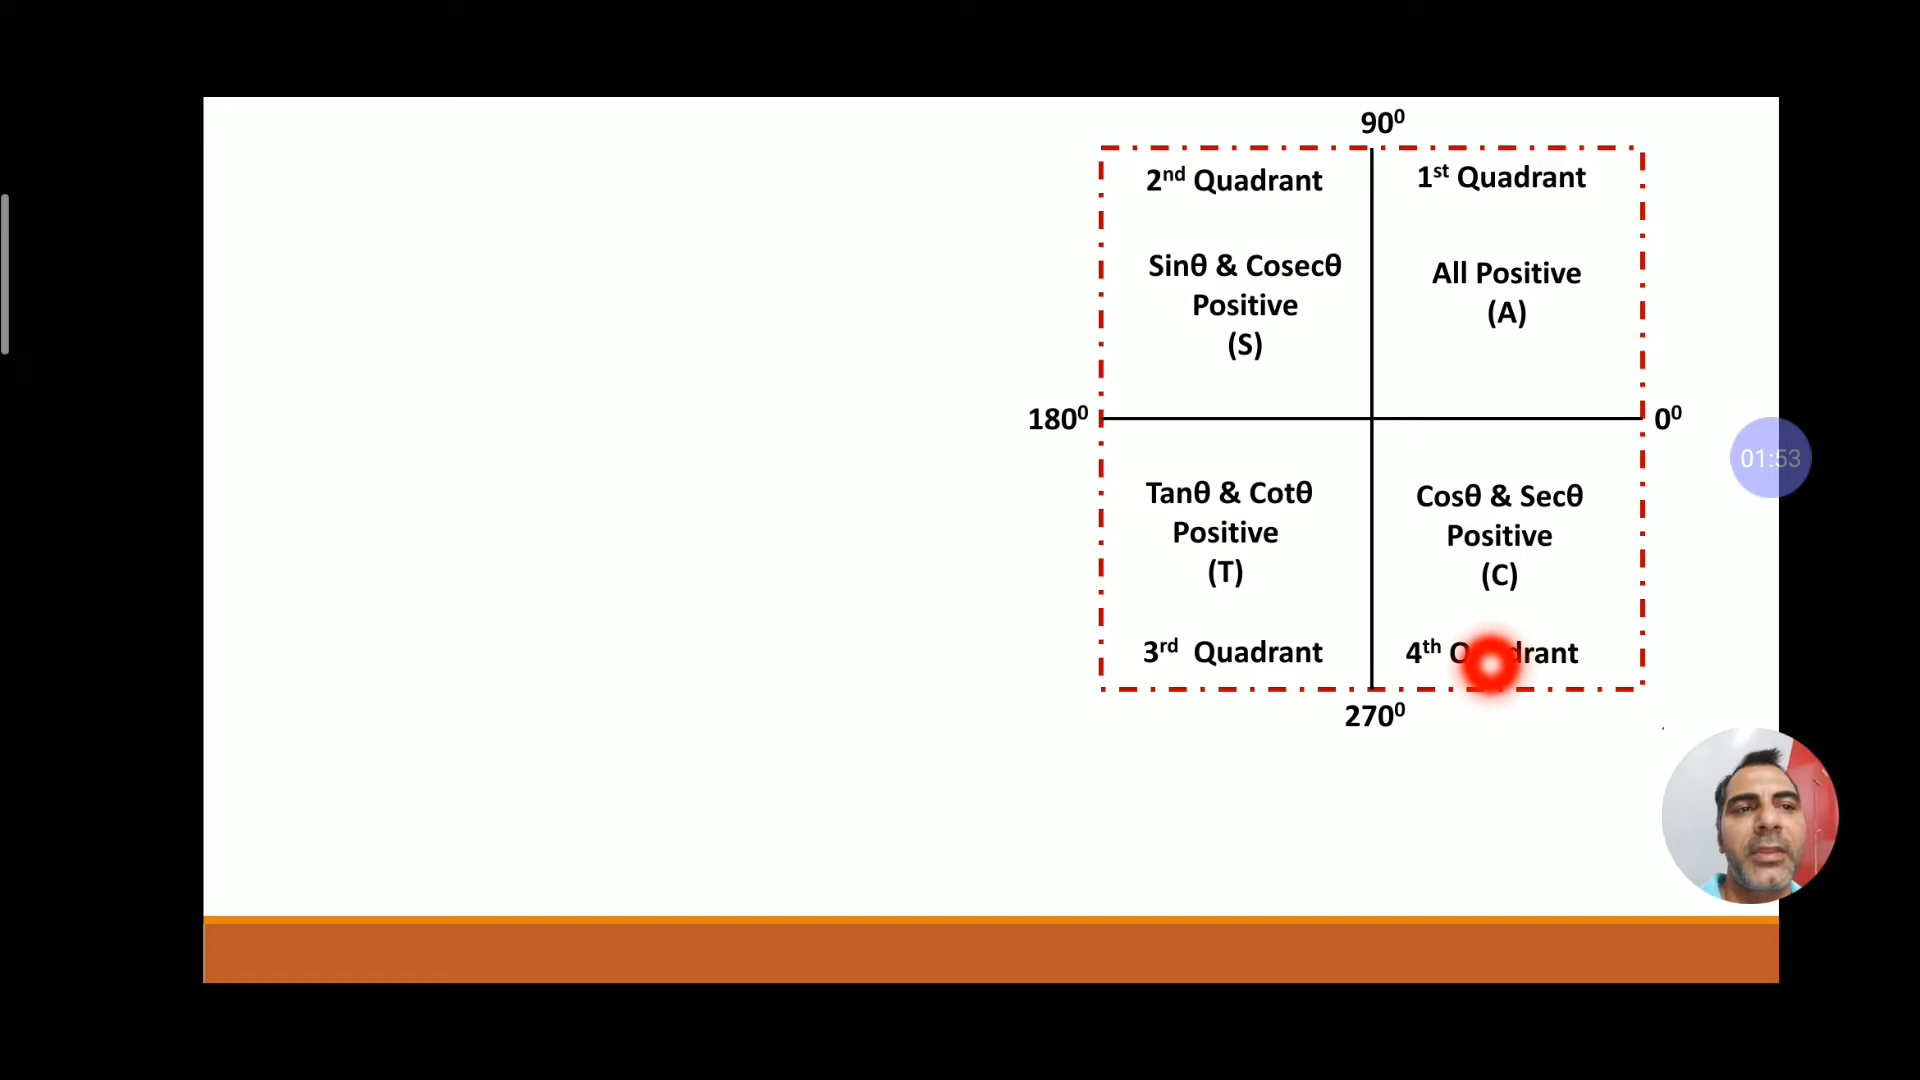 90⁰
2nd Quadrant
1st Quadrant
Sinθ & Cosecθ
Positive
(S)
All Positive
(A)
180⁰
0⁰
01:53
Tanθ & Cotθ
Positive
(T)
Cosθ & Secθ
Positive
(C)
3rd Quadrant
4th
270⁰